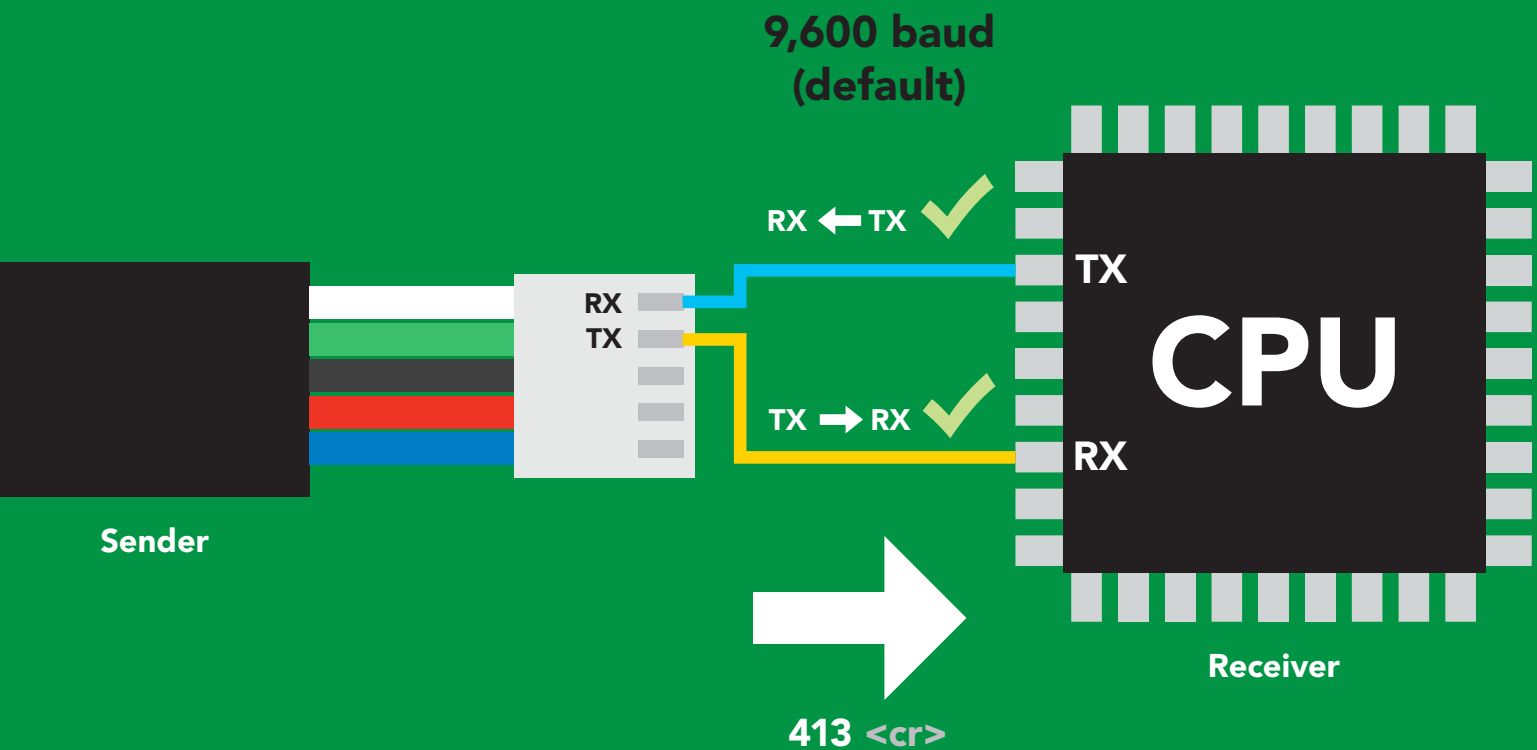 9,600 baud
(default)
RX TX
TX
RX
TX
CPU
TX RX
RX
Sender
Receiver
413 <cr>